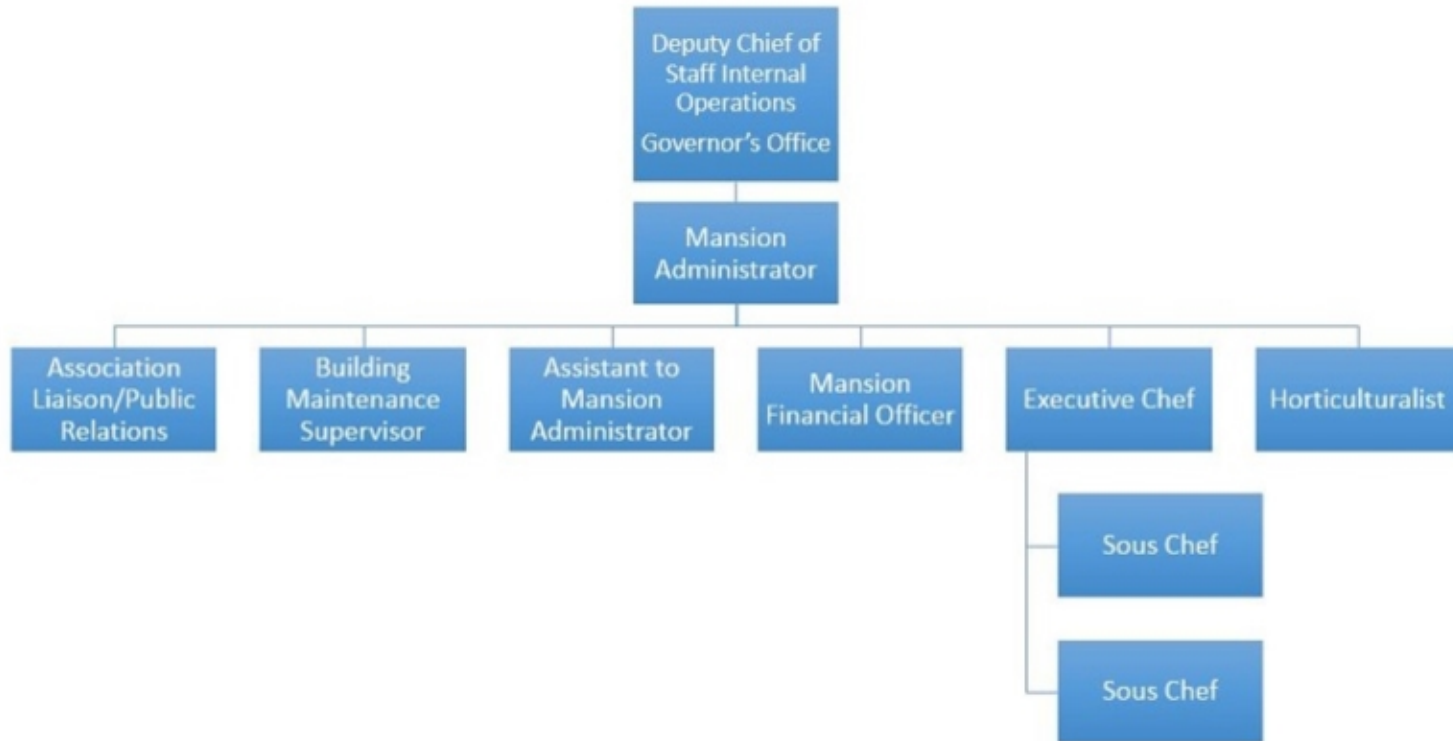 Deputy Chief of
Staff Internal
Operations
Governor's Office
Mansion
Administrator
Association
Liaison/Public
Relations
Building
Maintenance
Supervisor
Assistant to
Mansion
Administrator
Mansion
Financial Officer
Executive Chef
Horticulturalist
Sous Chef
Sous Chef